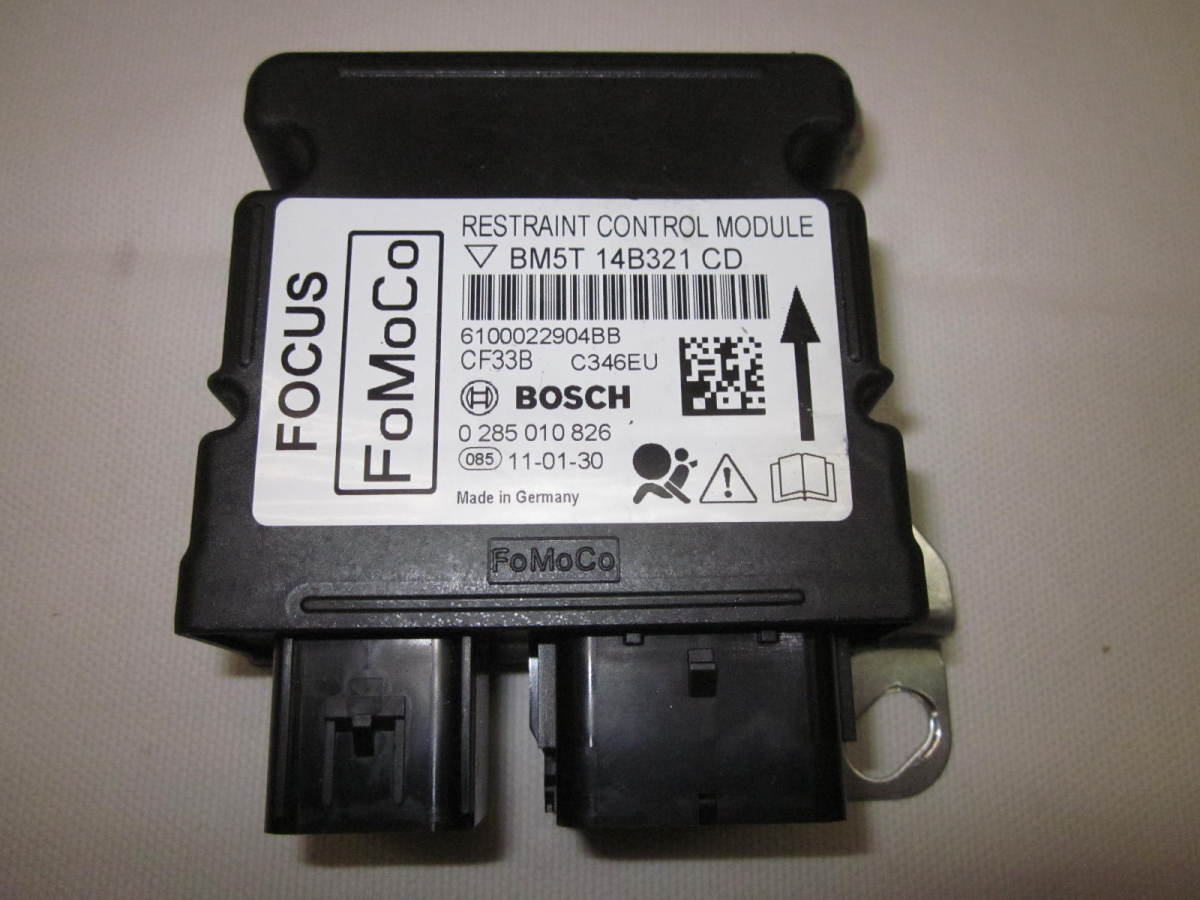 FOCUS
FoMoCo
RESTRAINT CONTROL MODULE
BM5T 14B321 CD
6100022904BB
CF33B C346EU
BOSCH
0 285 010 826
085 11-01-30
Made in Germany
FoMoCo